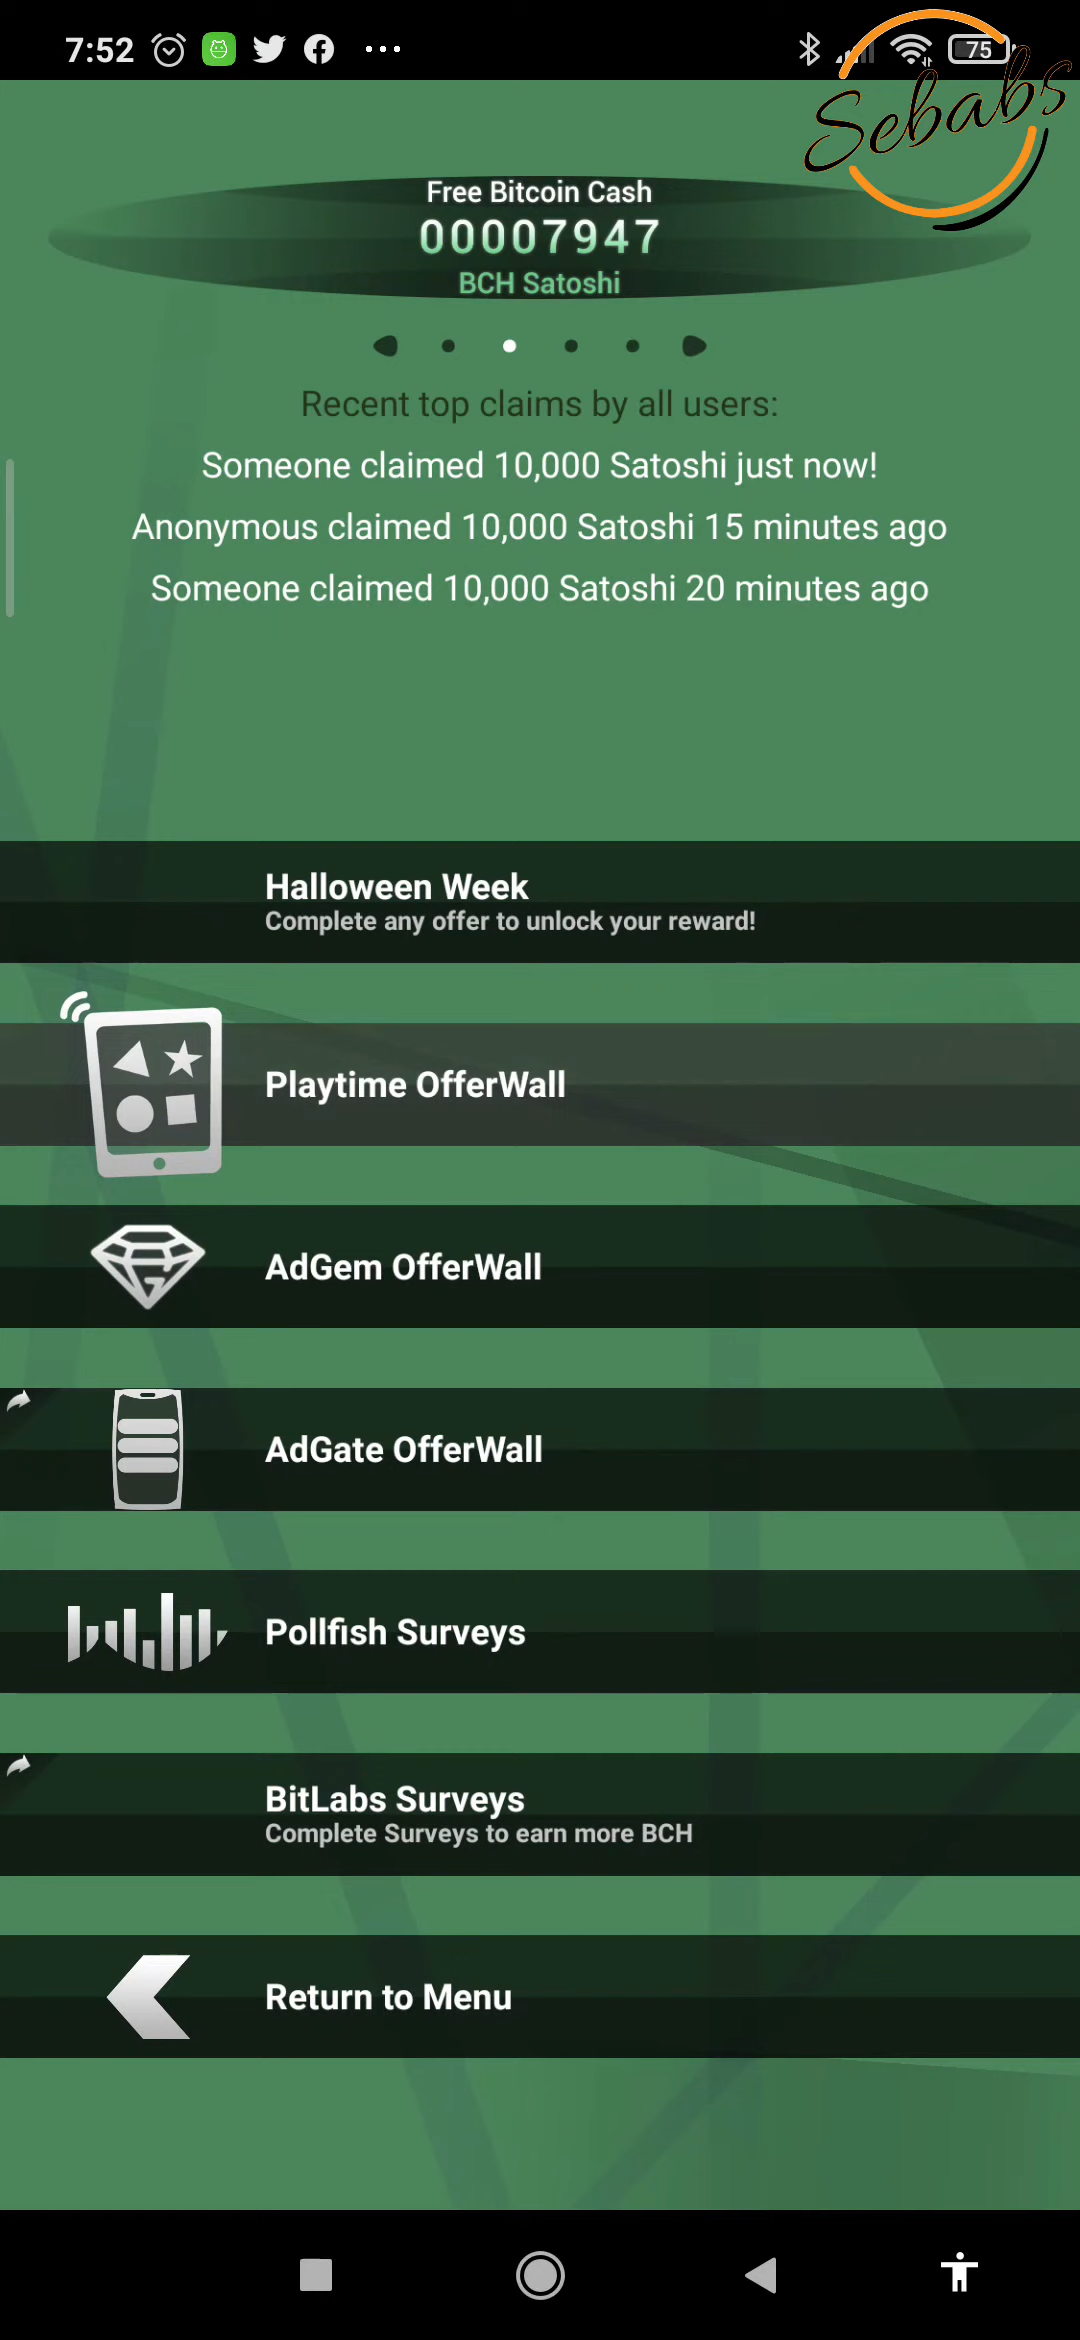 7:52
75
Sebabs
Free Bitcoin Cash
00007947
BCH Satoshi
Recent top claims by all users:
Someone claimed 10,000 Satoshi just now!
Anonymous claimed 10,000 Satoshi 15 minutes ago
Someone claimed 10,000 Satoshi 20 minutes ago
Halloween Week
Complete any offer to unlock your reward!
Playtime OfferWall
AdGem OfferWall
AdGate OfferWall
Pollfish Surveys
BitLabs Surveys
Complete Surveys to earn more BCH
Return to Menu